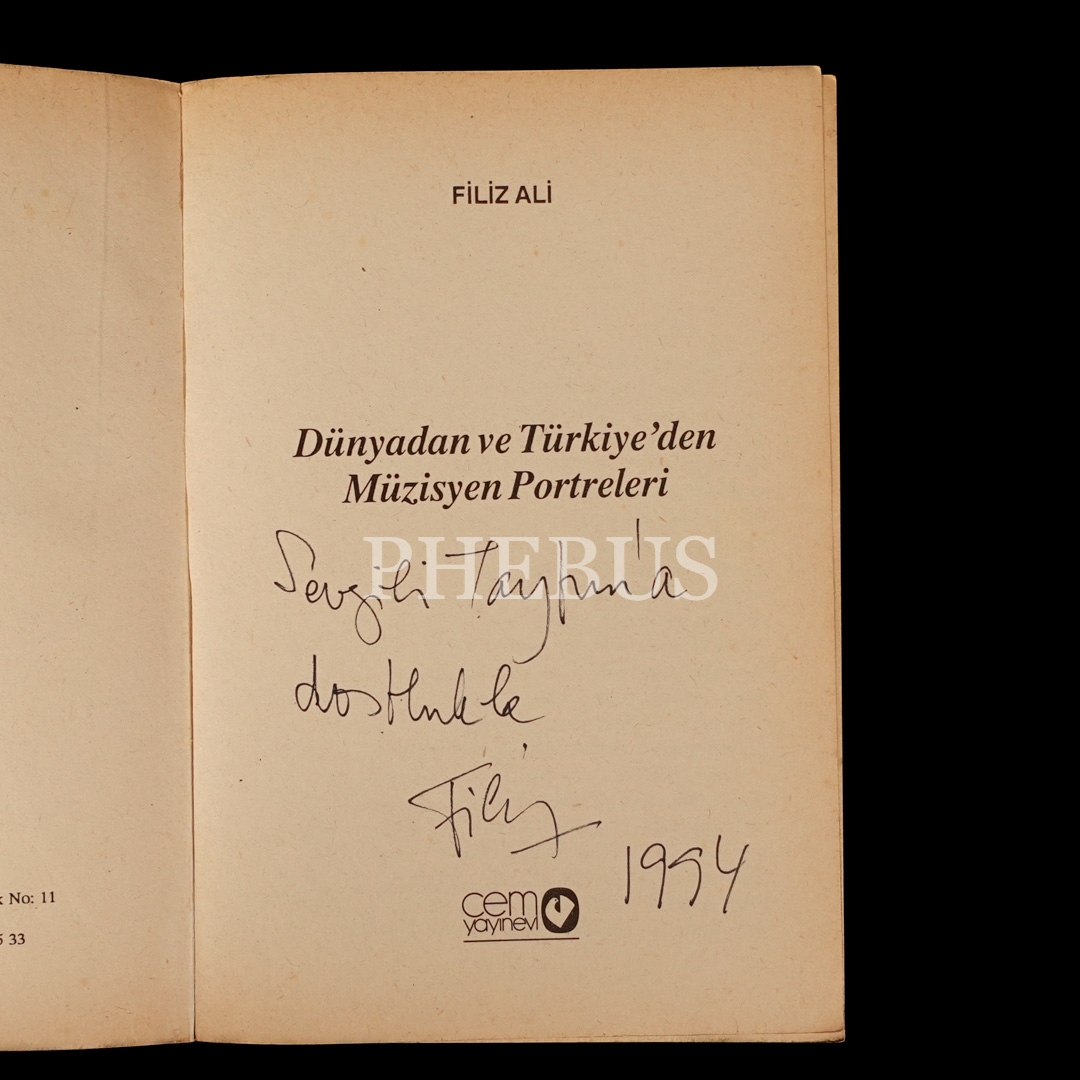 FİLİZ ALİ
Dünyadan ve Türkiye'den
Müzisyen Portreleri
PHEBUS
Sevgili Tayfun'a
dostlukla
Filiz
1994
cem
yayınevi
k No: 11
5 33